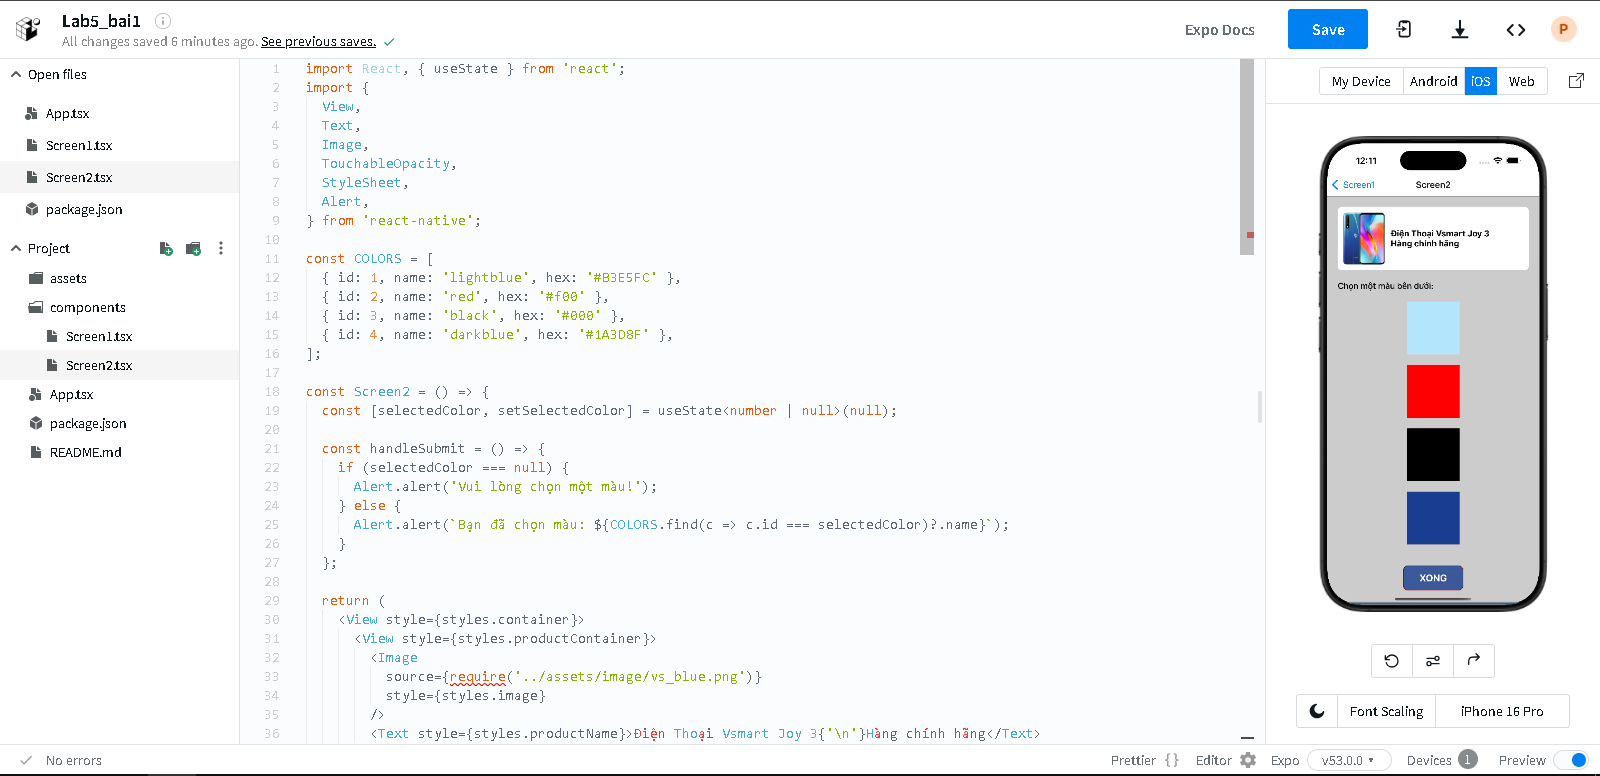 Lab5_bai1
All changes saved 6 minutes ago. See previous saves.
Expo Docs
Save
P
Open files
App.tsx
Screen1.tsx
Screen2.tsx
package.json
Project
assets
components
Screen1.tsx
Screen2.tsx
App.tsx
package.json
README.md
1 import React, { useState } from 'react';
2 import {
3 View,
4 Text,
5 Image,
6 TouchableOpacity,
7 StyleSheet,
8 Alert,
9 } from 'react-native';
10
11 const COLORS = [
12 { id: 1, name: 'lightblue', hex: '#B3E5FC' },
13 { id: 2, name: 'red', hex: '#f00' },
14 { id: 3, name: 'black', hex: '#000' },
15 { id: 4, name: 'darkblue', hex: '#1A3D8F' },
16 ];
17
18 const Screen2 = () => {
19 const [selectedColor, setSelectedColor] = useState<number | null>(null);
20
21 const handleSubmit = () => {
22 if (selectedColor === null) {
23 Alert.alert('Vui lòng chọn một màu!');
24 } else {
25 Alert.alert(`Bạn đã chọn màu: ${COLORS.find(c => c.id === selectedColor)?.name}`);
26 }
27 };
28
29 return (
30 <View style={styles.container}>
31 <View style={styles.productContainer}>
32 <Image
33 source={require('../assets/image/vs_blue.png')}
34 style={styles.image}
35 />
36 <Text style={styles.productName}>Điện Thoại Vsmart Joy 3{'\n'}Hàng chính hãng</Text>
My Device
Android
iOS
Web
12:11
Screen1
Screen2
Điện Thoại Vsmart Joy 3
Hàng chính hãng
Chọn một màu bên dưới:
XONG
Font Scaling
iPhone 16 Pro
No errors
Prettier {}
Editor
Expo
v53.0.0
Devices 1
Preview